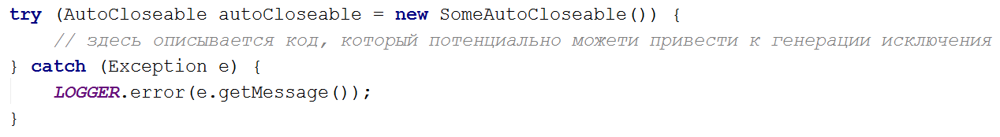 try (AutoCloseable autoCloseable = new SomeAutoCloseable()) {
// здесь описывается код, который потенциально можети привести к генерации исключения
} catch (Exception e) {
LOGGER.error(e.getMessage());
}